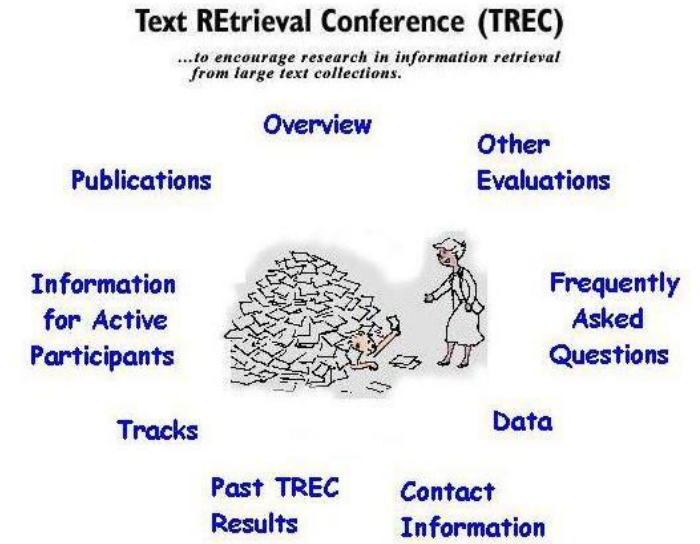 Text REtrieval Conference (TREC)
...to encourage research in information retrieval
from large text collections.
Overview
Other
Evaluations
Publications
Information
for Active
Participants
Frequently
Asked
Questions
Tracks
Data
Past TREC
Results
Contact
Information